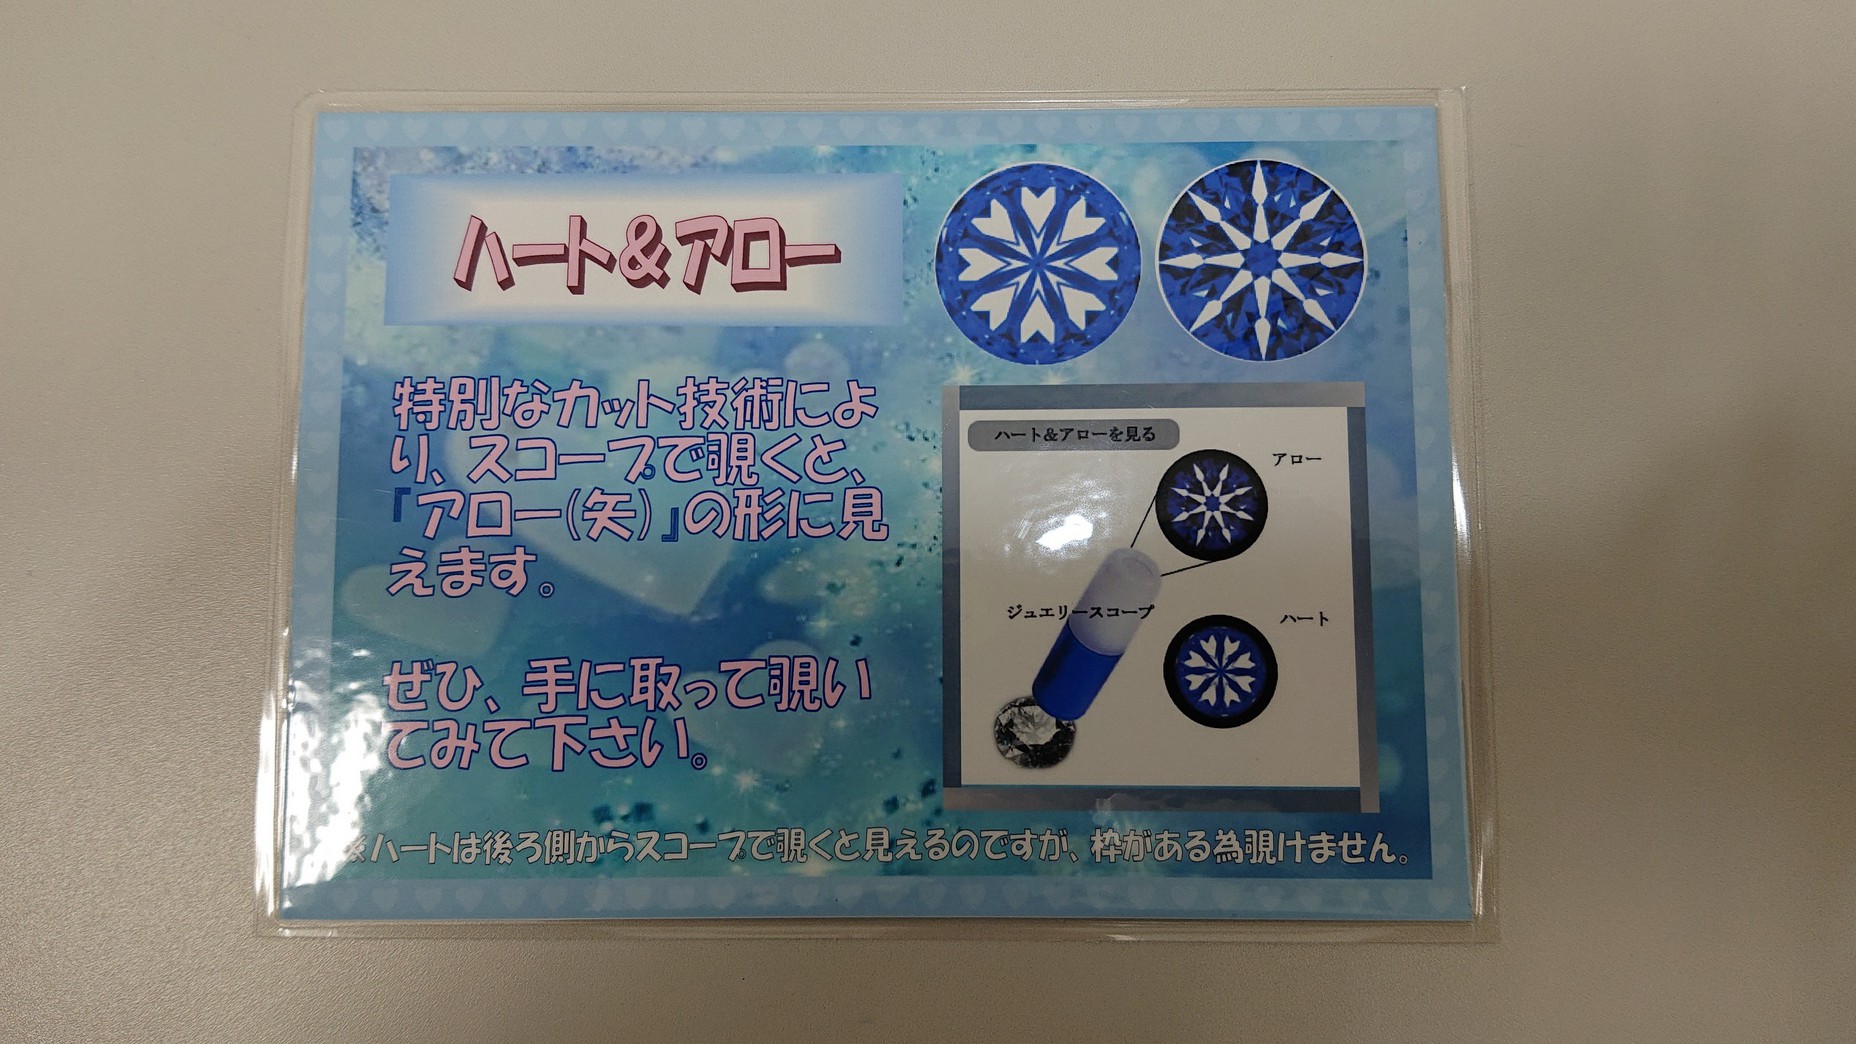 ハート&アロー
特別なカット技術によ
り、スコープで覗くと、
『アロー(矢)』の形に見
えます。
ぜひ、手に取って覗い
てみて下さい。
ハート&アローを見る
アロー
ジュエリースコープ
ハート
※ハートは後ろ側からスコープで覗くと見えるのですが、枠がある為覗けません。